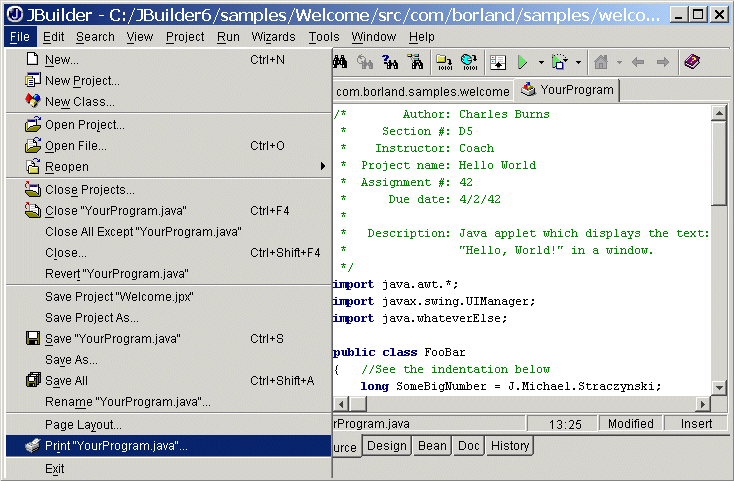 JBuilder - C:/JBuilder6/samples/Welcome/src/com/borland/samples/welco...
File Edit Search View Project Run Wizards Tools Window Help
New... Ctrl+N
New Project...
New Class...
Open Project...
Open File... Ctrl+O
Reopen
Close Projects...
Close "YourProgram.java" Ctrl+F4
Close All Except "YourProgram.java"
Close... Ctrl+Shift+F4
Revert "YourProgram.java"
Save Project "Welcome.jpx"
Save Project As...
Save "YourProgram.java" Ctrl+S
Save As...
Save All Ctrl+Shift+A
Rename "YourProgram.java"...
Page Layout...
Print "YourProgram.java"...
Exit
com.borland.samples.welcome YourProgram
/* Author: Charles Burns
* Section #: D5
* Instructor: Coach
* Project name: Hello World
* Assignment #: 42
* Due date: 4/2/42
*
* Description: Java applet which displays the text:
* "Hello, World!" in a window.
*/
import java.awt.*;
import javax.swing.UIManager;
import java.whateverElse;
public class FooBar
{ //See the indentation below
long SomeBigNumber = J.Michael.Straczynski;
rProgram.java 13:25 Modified Insert
urce Design Bean Doc History